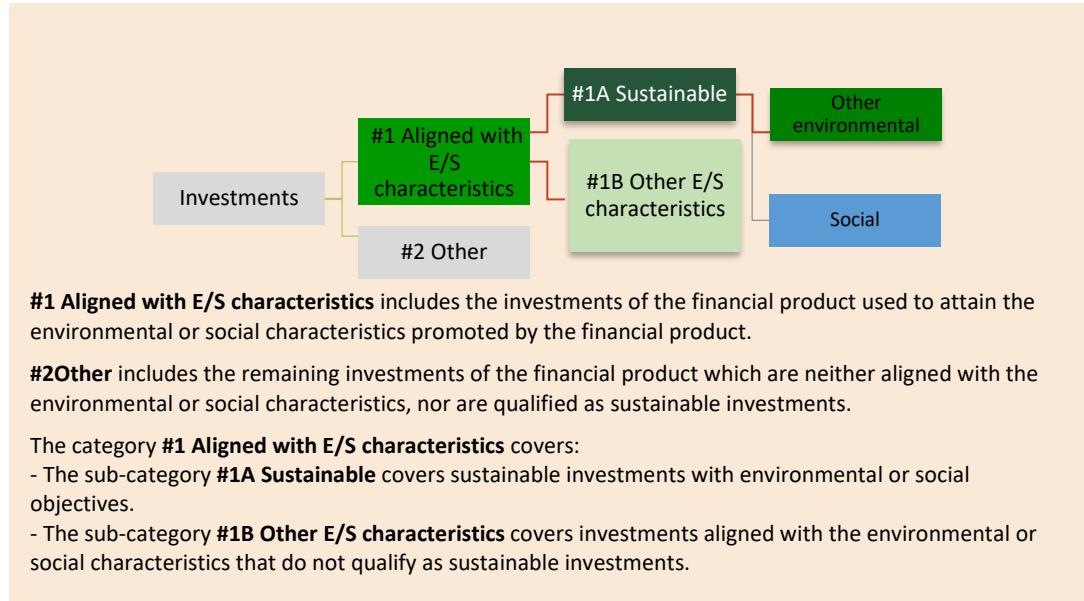 #1A Sustainable
Other
environmental
#1 Aligned with
E/S
characteristics
#1B Other E/S
characteristics
Investments
Social
#2 Other
#1 Aligned with E/S characteristics includes the investments of the financial product used to attain the
environmental or social characteristics promoted by the financial product.
#2Other includes the remaining investments of the financial product which are neither aligned with the
environmental or social characteristics, nor are qualified as sustainable investments.
The category #1 Aligned with E/S characteristics covers:
- The sub-category #1A Sustainable covers sustainable investments with environmental or social
objectives.
- The sub-category #1B Other E/S characteristics covers investments aligned with the environmental or
social characteristics that do not qualify as sustainable investments.